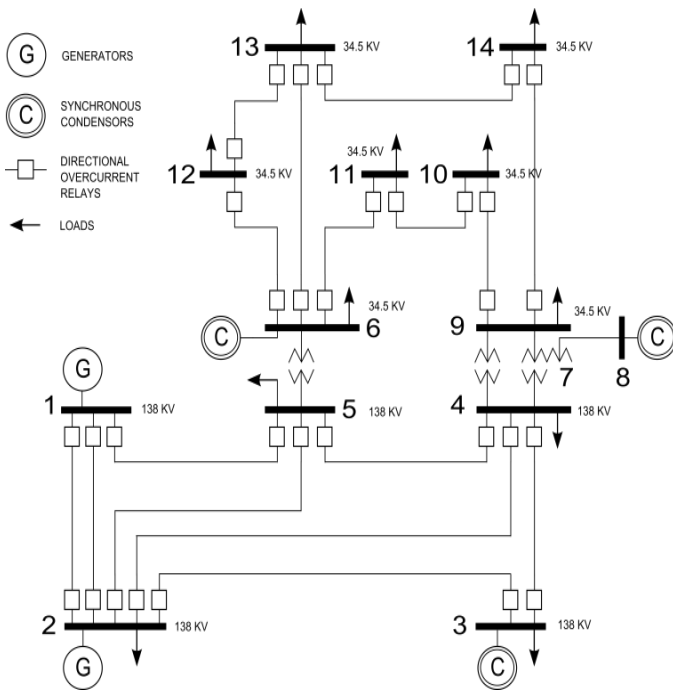 G
GENERATORS
C
SYNCHRONOUS
CONDENSORS
DIRECTIONAL
OVERCURRENT
RELAYS
LOADS
13
34.5 KV
14
34.5 KV
12
34.5 KV
34.5 KV
11
10
34.5 KV
C
34.5 KV
6
9
34.5 KV
7
8
C
G
1
138 KV
5
138 KV
4
138 KV
2
138 KV
G
3
138 KV
C